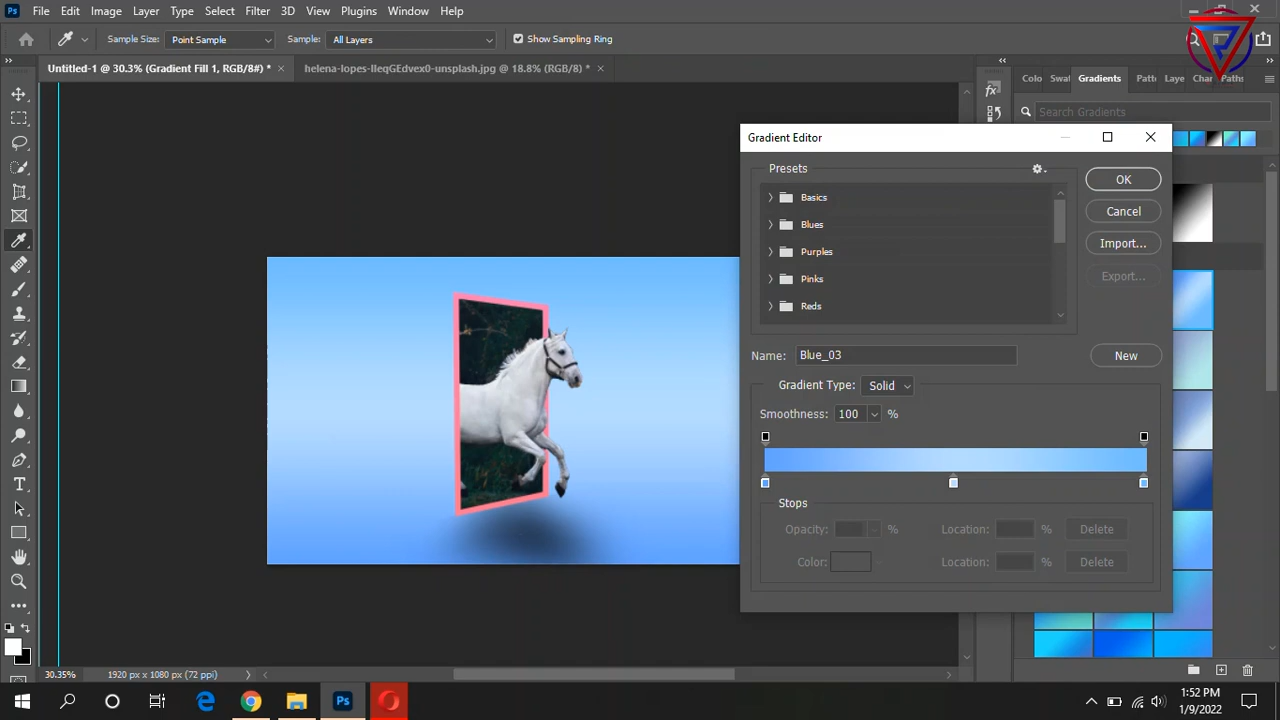 Ps File Edit Image Layer Type Select Filter 3D View Plugins Window Help
Sample Size: Point Sample Sample: All Layers Show Sampling Ring
Untitled-1 @ 30.3% (Gradient Fill 1, RGB/8#) * × helena-lopes-lIeqGEdvex0-unsplash.jpg @ 18.8% (RGB/8) * ×
Colo Swat Gradients Patt Laye Char Paths
Search Gradients
Gradient Editor
Presets
Basics
Blues
Purples
Pinks
Reds
OK
Cancel
Import...
Export...
Name: Blue_03
New
Gradient Type: Solid
Smoothness: 100 %
Stops
Opacity: % Location: % Delete
Color: Location: % Delete
30.35% 1920 px x 1080 px (72 ppi)
Ps
1:52 PM
1/9/2022